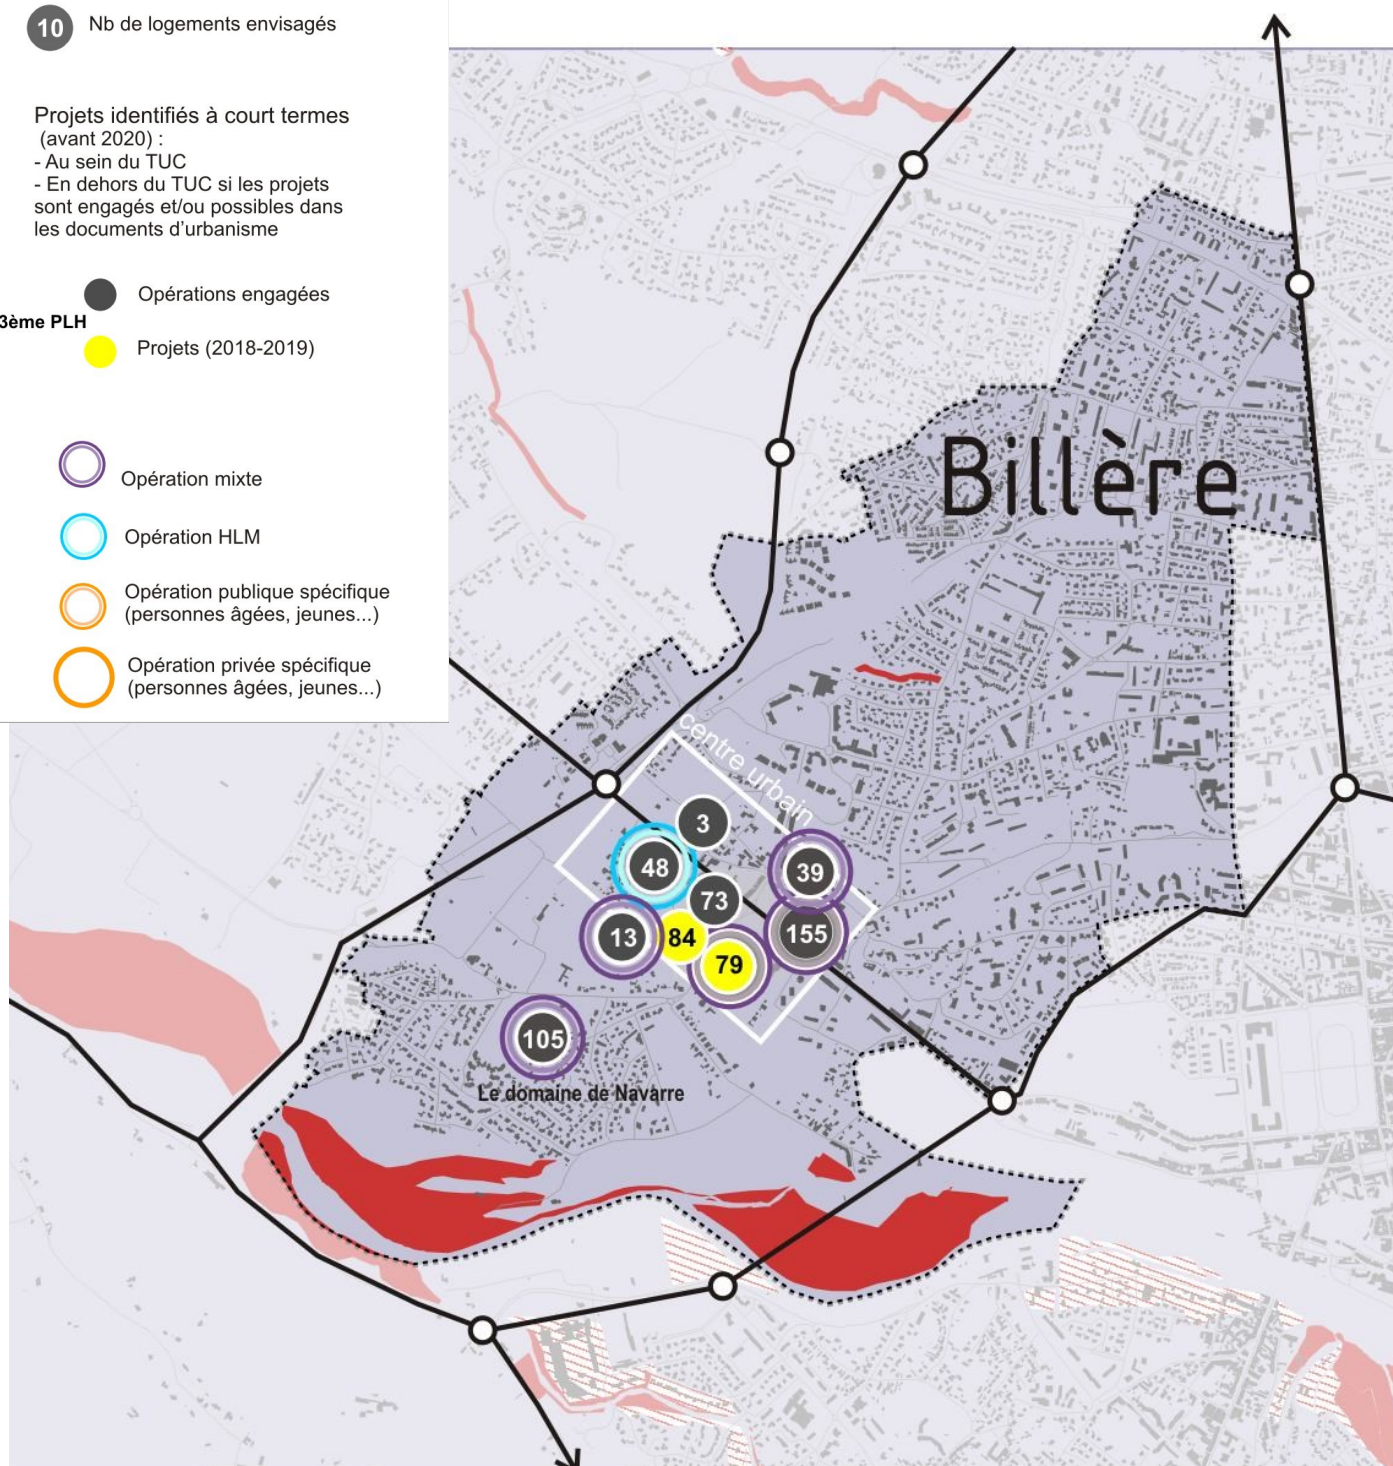 10 Nb de logements envisagés
Projets identifiés à court termes
(avant 2020) :
- Au sein du TUC
- En dehors du TUC si les projets
sont engagés et/ou possibles dans
les documents d'urbanisme
Opérations engagées
3ème PLH
Projets (2018-2019)
Opération mixte
Opération HLM
Opération publique spécifique
(personnes âgées, jeunes...)
Opération privée spécifique
(personnes âgées, jeunes...)
Billère
centre urbain
3
48
39
73
13
84
155
79
105
Le domaine de Navarre